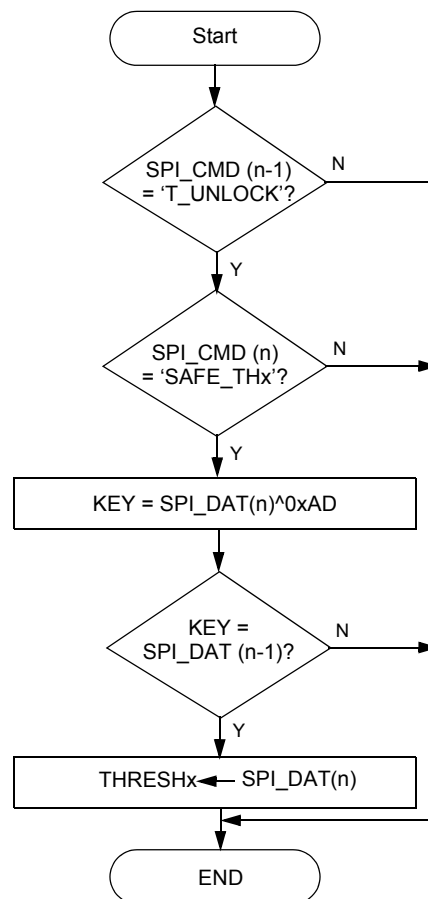 Start
SPI_CMD (n-1)
= ‘T_UNLOCK’?
N
Y
SPI_CMD (n)
= ‘SAFE_THx’?
N
Y
KEY = SPI_DAT(n)^0xAD
KEY =
SPI_DAT (n-1)?
N
Y
THRESHx SPI_DAT(n)
END